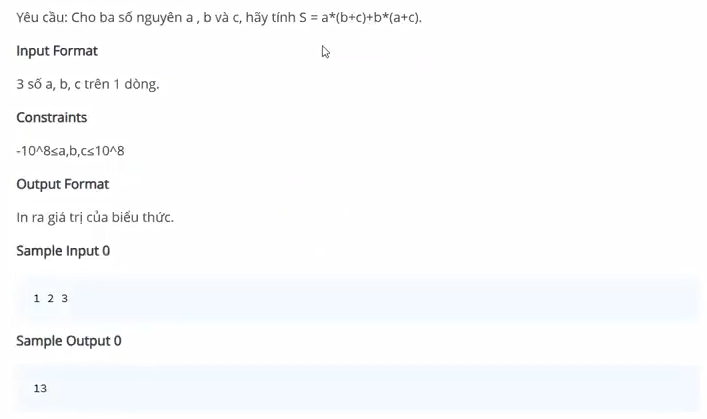 Yêu cầu: Cho ba số nguyên a , b và c, hãy tính S = a*(b+c)+b*(a+c).
Input Format
3 số a, b, c trên 1 dòng.
Constraints
-10^8≤a,b,c≤10^8
Output Format
In ra giá trị của biểu thức.
Sample Input 0
1 2 3
Sample Output 0
13